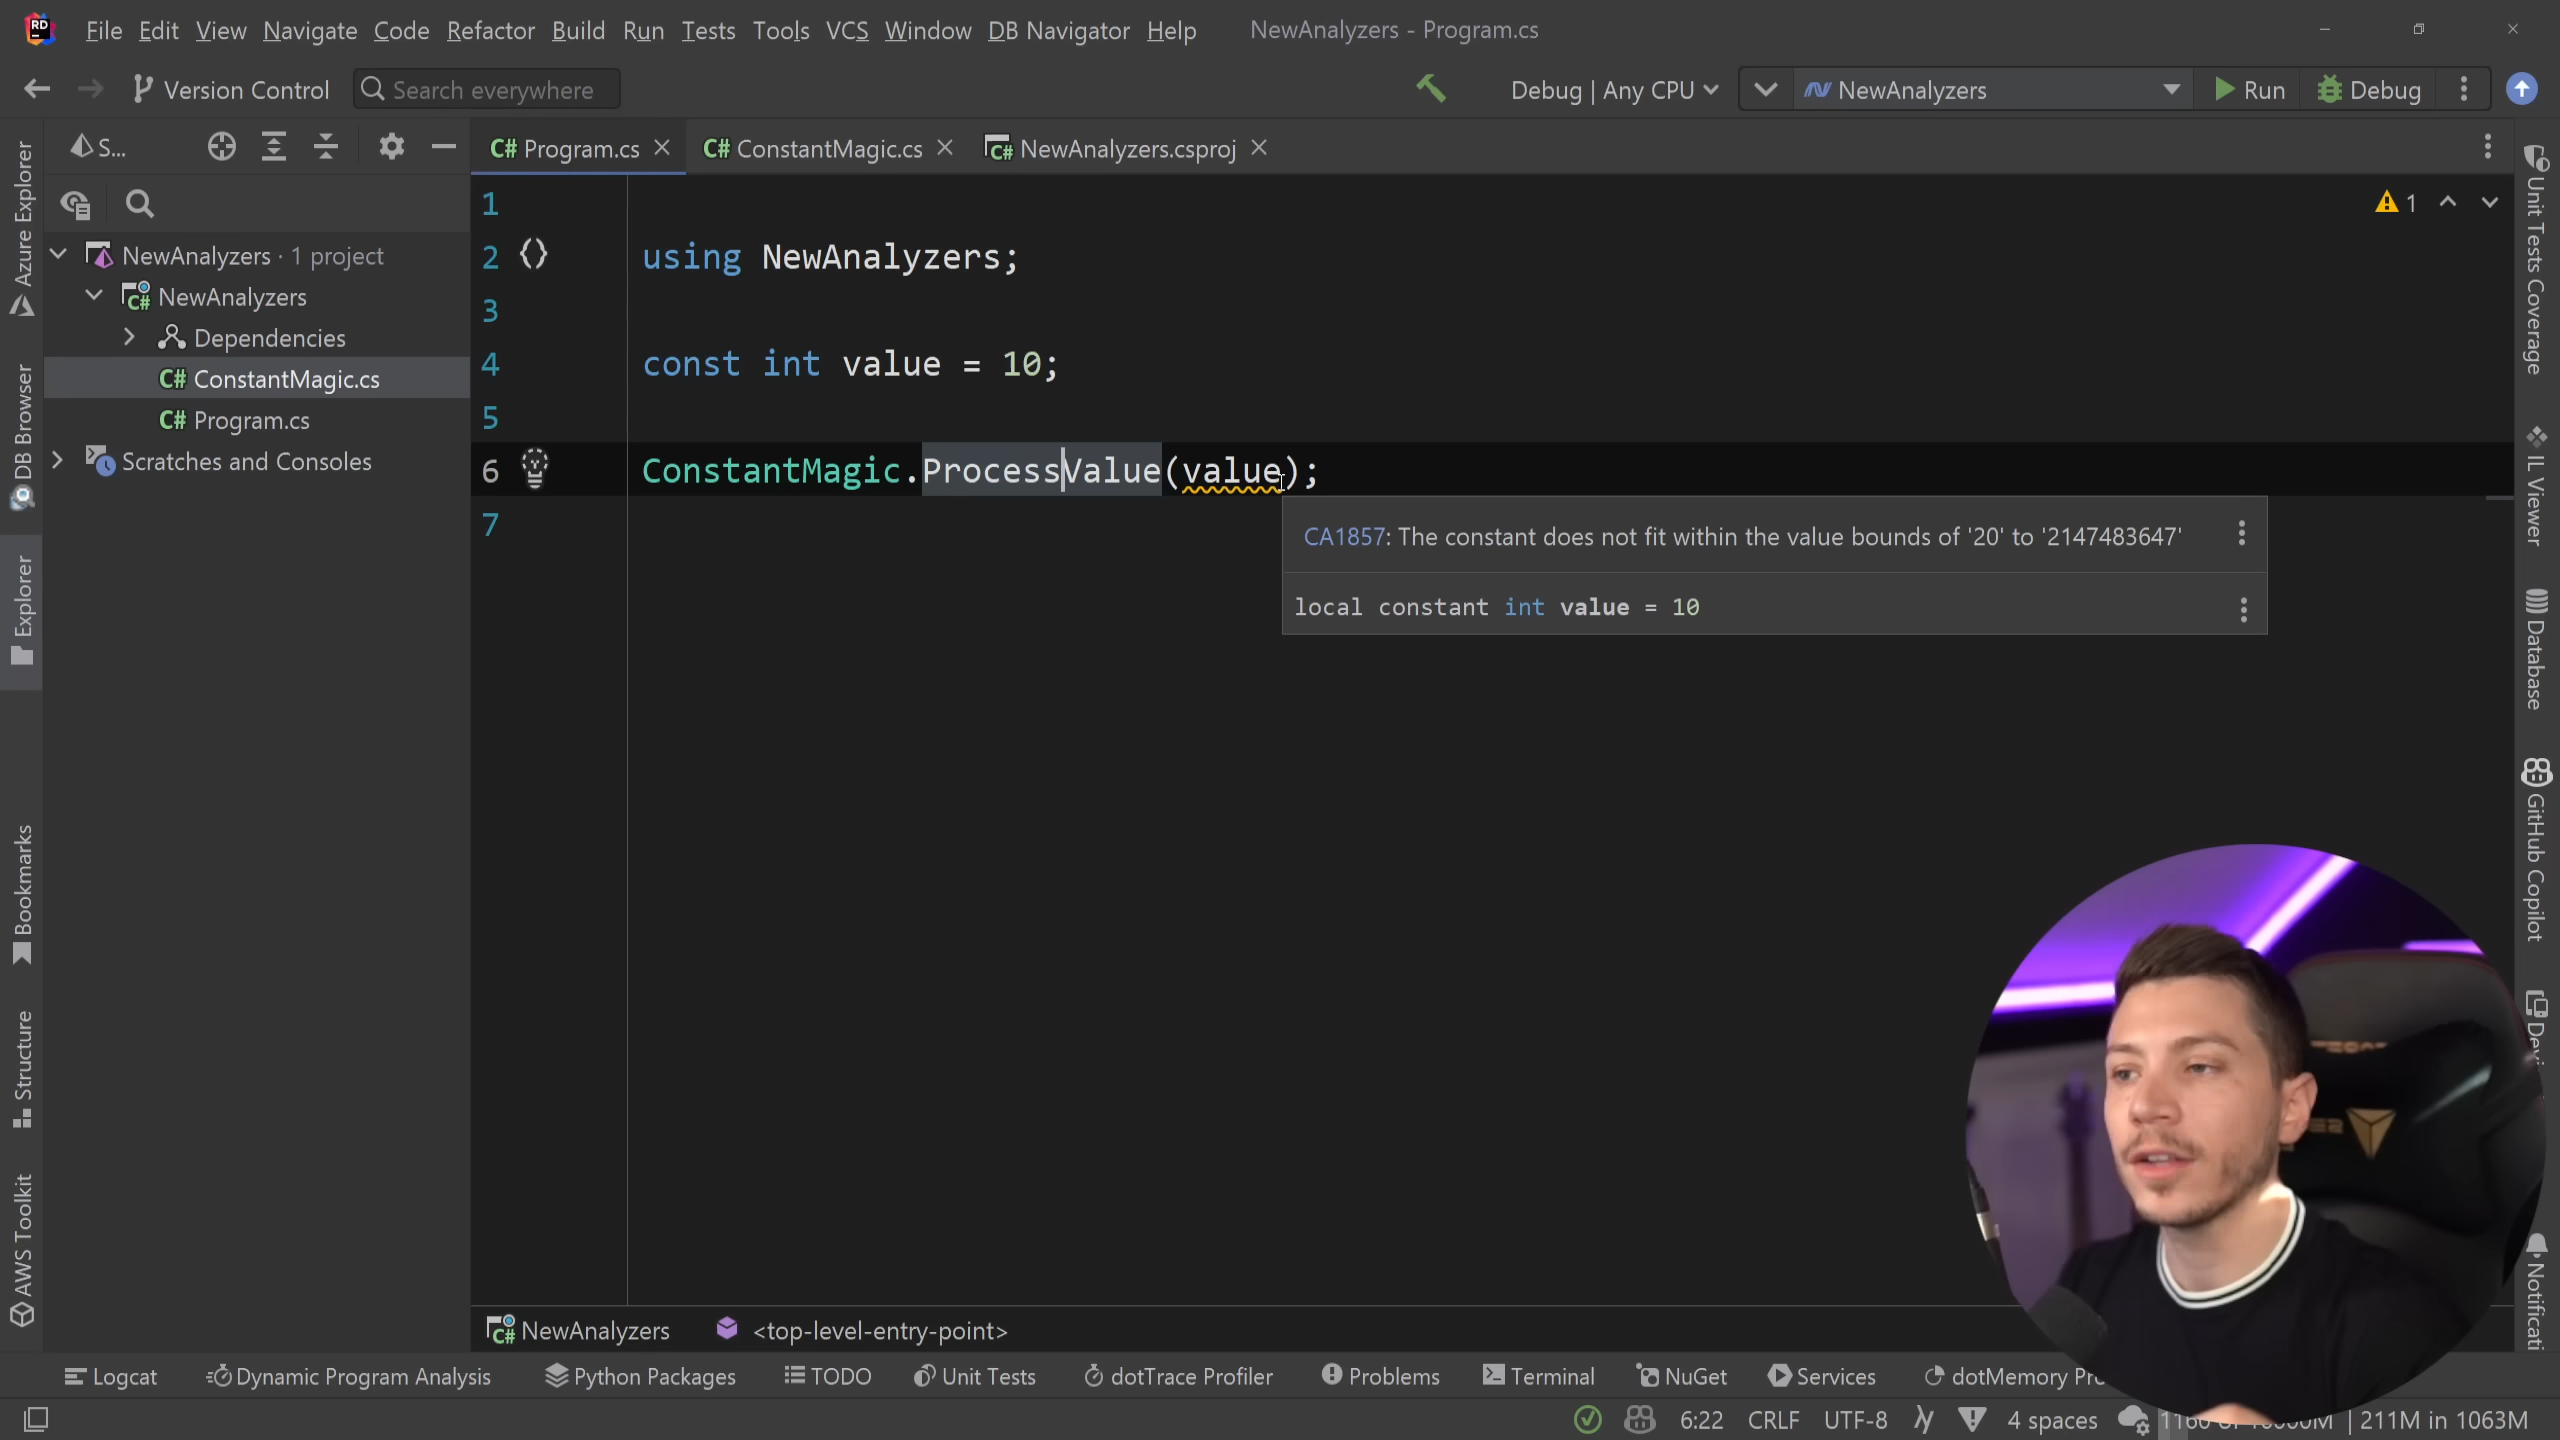 RD File Edit View Navigate Code Refactor Build Run Tests Tools VCS Window DB Navigator Help NewAnalyzers - Program.cs
Version Control Search everywhere Debug | Any CPU NewAnalyzers Run Debug
S... C# Program.cs C# ConstantMagic.cs C# NewAnalyzers.csproj
Azure Explorer
DB Browser
Explorer
Bookmarks
Structure
AWS Toolkit
NewAnalyzers · 1 project
C# NewAnalyzers
Dependencies
C# ConstantMagic.cs
C# Program.cs
Scratches and Consoles
1
2 using NewAnalyzers;
3
4 const int value = 10;
5
6 ConstantMagic.ProcessValue(value);
7
1
CA1857: The constant does not fit within the value bounds of '20' to '2147483647'
local constant int value = 10
Unit Tests Coverage
IL Viewer
Database
GitHub Copilot
C# NewAnalyzers <top-level-entry-point>
Logcat Dynamic Program Analysis Python Packages TODO Unit Tests dotTrace Profiler Problems Terminal NuGet Services dotMemory
6:22 CRLF UTF-8 4 spaces 211M in 1063M